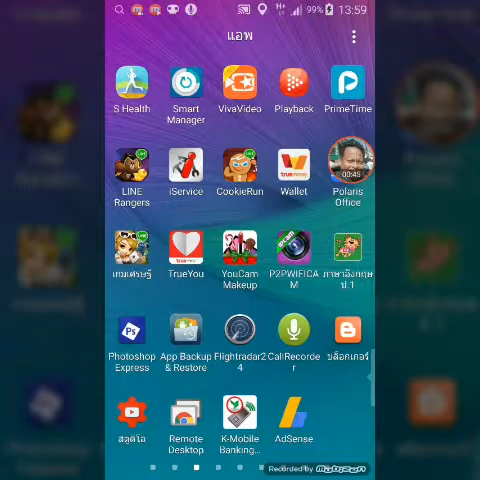 99% 13:59
แอพ
S Health
Smart Manager
VivaVideo
Playback
PrimeTime
LINE Rangers
iService
CookieRun
Wallet
Polaris Office
00:45
เกมเศรษฐี
TrueYou
YouCam Makeup
P2PWIFICAM
ภาษาอังกฤษ ป.1
Photoshop Express
App Backup & Restore
Flightradar24
CallRecorder
บล็อกเกอร์
สตูดิโอ
Remote Desktop
K-Mobile Banking...
AdSense
Recorded by Mobizen